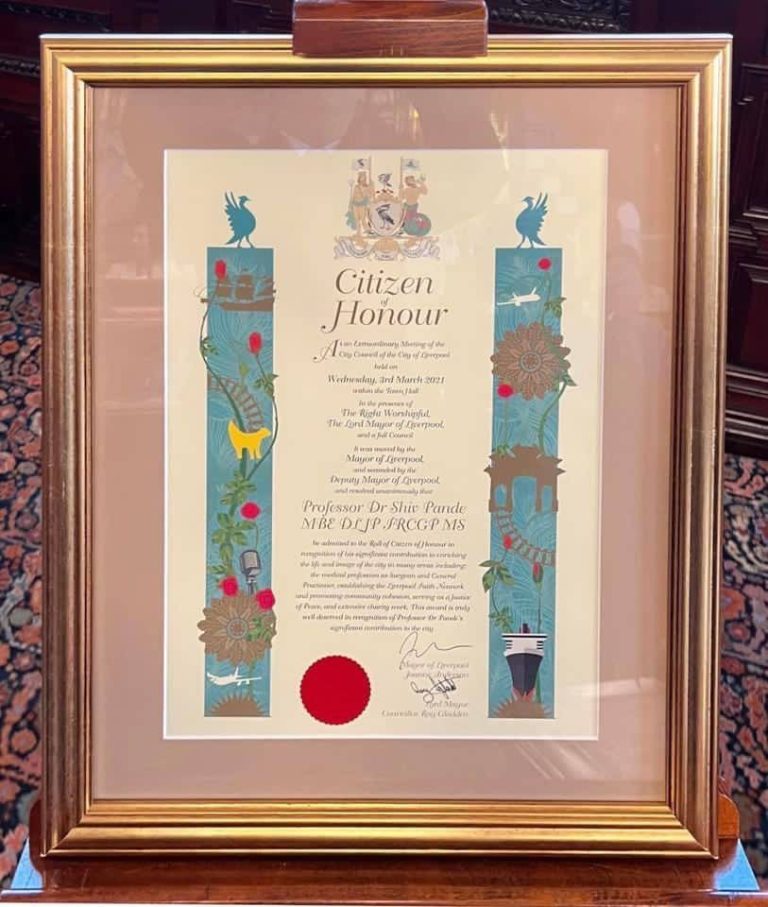 Citizen
of
Honour
At an Extraordinary Meeting of the
City Council of the City of Liverpool
held on
Wednesday, 3rd March 2021
within the Town Hall
In the presence of
The Right Worshipful,
The Lord Mayor of Liverpool,
and a full Council
It was moved by the
Mayor of Liverpool,
and seconded by the
Deputy Mayor of Liverpool,
and resolved unanimously that
Professor Dr Shiv Pande
MBE DL JP FRCGP MS
be admitted to the Roll of Citizen of Honour in
recognition of his significant contribution to enriching
the life and image of the city in many areas including:
the medical profession as Surgeon and General
Practitioner, establishing the Liverpool Faith Network
and promoting community cohesion, serving as a Justice
of Peace, and extensive charity work. This award is truly
well deserved in recognition of Professor Dr Pande's
significant contribution to the city.
Mayor of Liverpool
Joanne Anderson
Lord Mayor
Councillor Roy Gladden